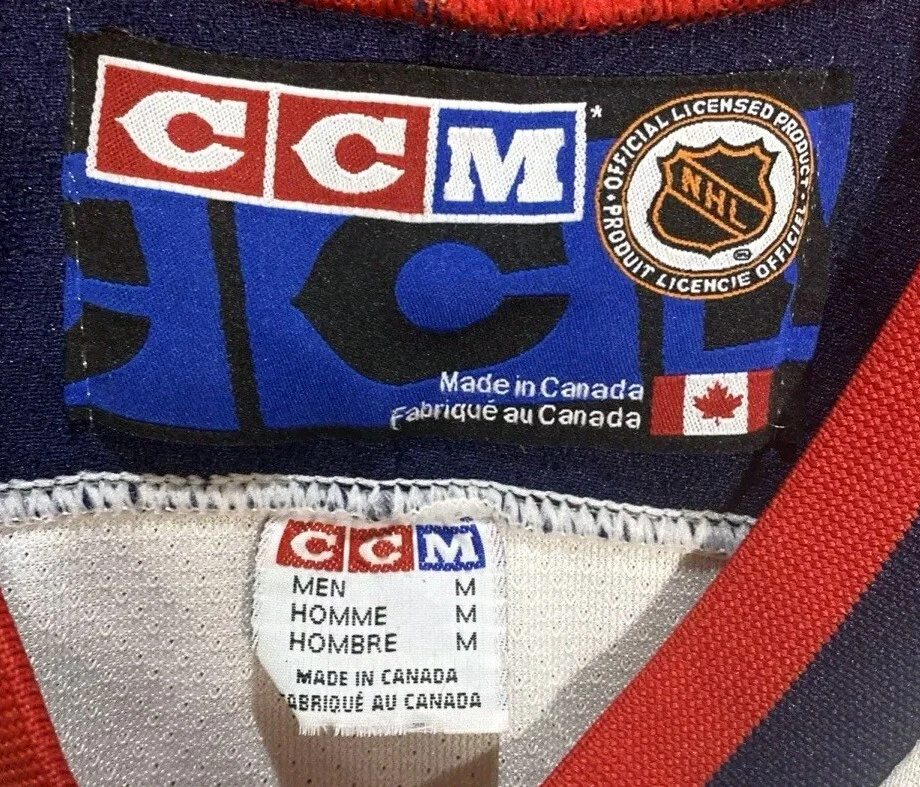 CCM*
• OFFICIAL LICENSED PRODUCT •
NHL
PRODUIT LICENCIE OFFICIEL
Made in Canada
Fabriqué au Canada
CCM
MEN M
HOMME M
HOMBRE M
MADE IN CANADA
ABRIQUÉ AU CANADA